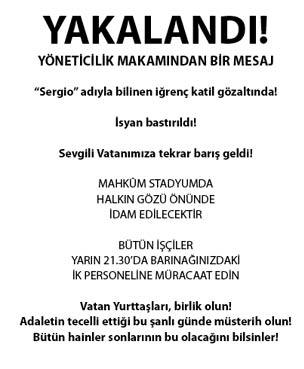 YAKALANDI!
YÖNETİCİLİK MAKAMINDAN BİR MESAJ
“Sergio” adıyla bilinen iğrenç katil gözaltında!
İsyan bastırıldı!
Sevgili Vatanımıza tekrar barış geldi!
MAHKÛM STADYUMDA
HALKIN GÖZÜ ÖNÜNDE
İDAM EDİLECEKTİR
BÜTÜN İŞÇİLER
YARIN 21.30’DA BARINAĞINIZDAKİ
İK PERSONELİNE MÜRACAAT EDİN
Vatan Yurttaşları, birlik olun!
Adaletin tecelli ettiği bu şanlı günde müsterih olun!
Bütün hainler sonlarının bu olacağını bilsinler!